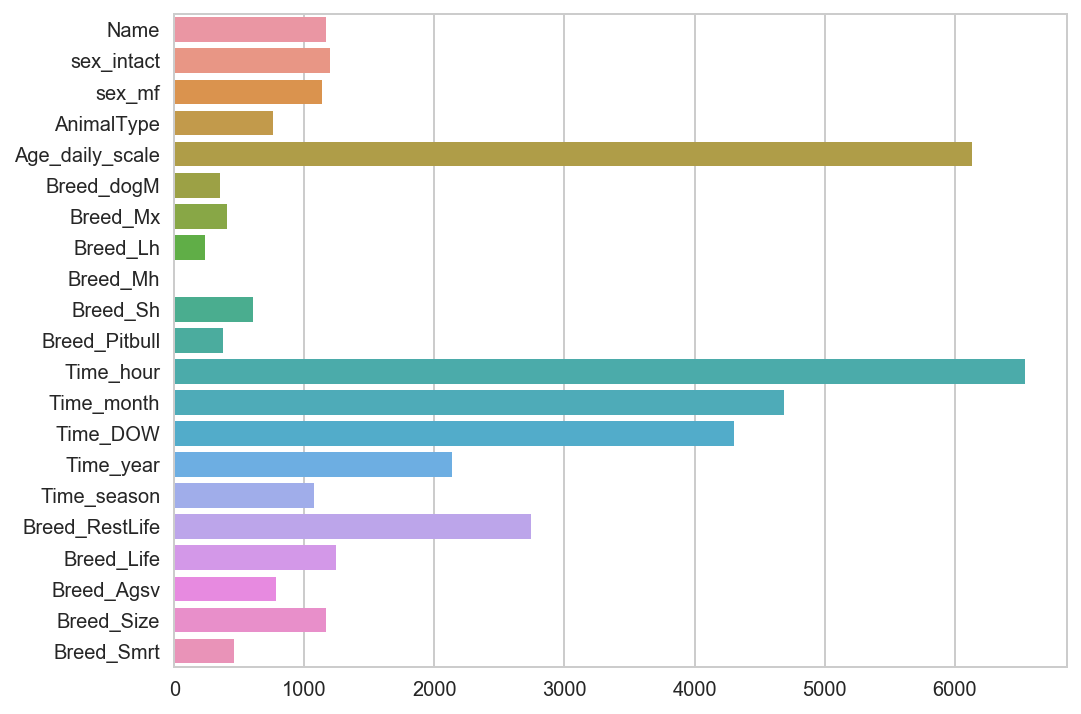 Name
sex_intact
sex_mf
AnimalType
Age_daily_scale
Breed_dogM
Breed_Mx
Breed_Lh
Breed_Mh
Breed_Sh
Breed_Pitbull
Time_hour
Time_month
Time_DOW
Time_year
Time_season
Breed_RestLife
Breed_Life
Breed_Agsv
Breed_Size
Breed_Smrt
0 1000 2000 3000 4000 5000 6000